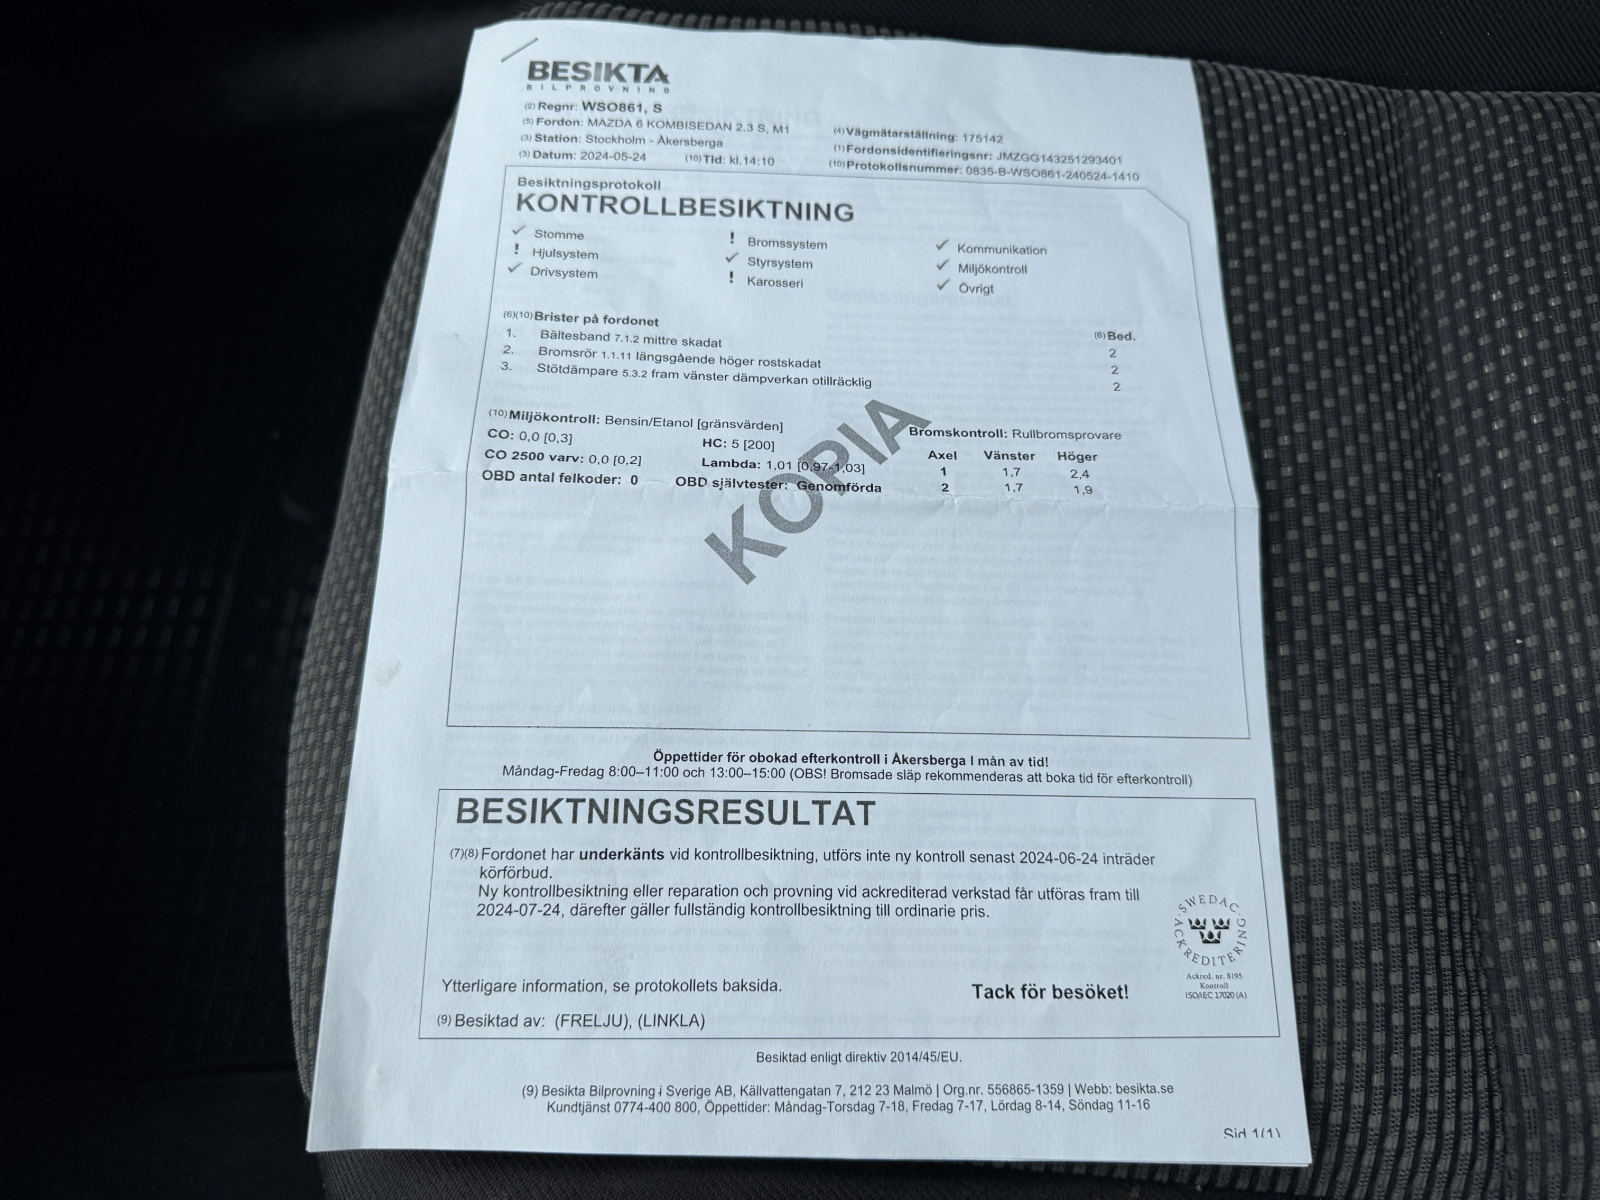 BESIKTA
BILPROVNING
(2) Regnr: WSO861, S
(5) Fordon: MAZDA 6 KOMBISEDAN 2.3 S, M1
(4) Vägmätarställning: 175142
(3) Station: Stockholm - Åkersberga
(1) Fordonsidentifieringsnr: JMZGG143251293401
(3) Datum: 2024-05-24 (10) Tid: kl.14:10
(10) Protokollsnummer: 0835-B-WSO861-240524-1410
Besiktningsprotokoll
KONTROLLBESIKTNING
✓ Stomme ! Bromssystem ✓ Kommunikation
! Hjulsystem ✓ Styrsystem ✓ Miljökontroll
✓ Drivsystem ! Karosseri ✓ Övrigt
(6)(10) Brister på fordonet (6) Bed.
1. Bältesband 7.1.2 mittre skadat 2
2. Bromsrör 1.1.11 längsgående höger rostskadat 2
3. Stötdämpare 5.3.2 fram vänster dämpverkan otillräcklig 2
(10) Miljökontroll: Bensin/Etanol [gränsvärden] Bromskontroll: Rullbromsprovare
CO: 0,0 [0,3] HC: 5 [200] Axel Vänster Höger
CO 2500 varv: 0,0 [0,2] Lambda: 1,01 [0,97-1,03] 1 1,7 2,4
OBD antal felkoder: 0 OBD självtester: Genomförda 2 1,7 1,9
KOPIA
Öppettider för obokad efterkontroll i Åkersberga I mån av tid!
Måndag-Fredag 8:00–11:00 och 13:00–15:00 (OBS! Bromsade släp rekommenderas att boka tid för efterkontroll)
BESIKTNINGSRESULTAT
(7)(8) Fordonet har underkänts vid kontrollbesiktning, utförs inte ny kontroll senast 2024-06-24 inträder
körförbud.
Ny kontrollbesiktning eller reparation och provning vid ackrediterad verkstad får utföras fram till
2024-07-24, därefter gäller fullständig kontrollbesiktning till ordinarie pris.
SWEDAC
ACKREDITERING
Ackred. nr. 8195
Kontroll
ISO/IEC 17020 (A)
Ytterligare information, se protokollets baksida.
Tack för besöket!
(9) Besiktad av: (FRELJU), (LINKLA)
Besiktad enligt direktiv 2014/45/EU.
(9) Besikta Bilprovning i Sverige AB, Källvattengatan 7, 212 23 Malmö | Org.nr. 556865-1359 | Webb: besikta.se
Kundtjänst 0774-400 800, Öppettider: Måndag-Torsdag 7-18, Fredag 7-17, Lördag 8-14, Söndag 11-16
Sid 1(1)